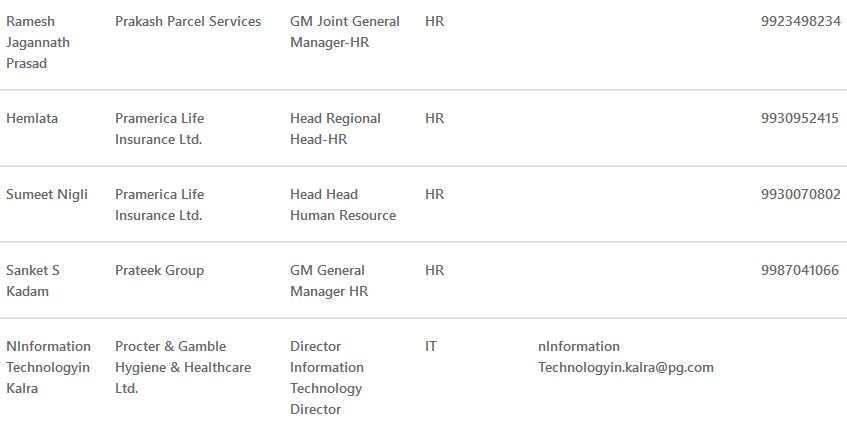 Ramesh Jagannath Prasad Prakash Parcel Services GM Joint General Manager-HR HR 9923498234
Hemlata Pramerica Life Insurance Ltd. Head Regional Head-HR HR 9930952415
Sumeet Nigli Pramerica Life Insurance Ltd. Head Head Human Resource HR 9930070802
Sanket S Kadam Prateek Group GM General Manager HR HR 9987041066
NInformation Technologyin Kalra Procter & Gamble Hygiene & Healthcare Ltd. Director Information Technology Director IT nInformation Technologyin.kalra@pg.com